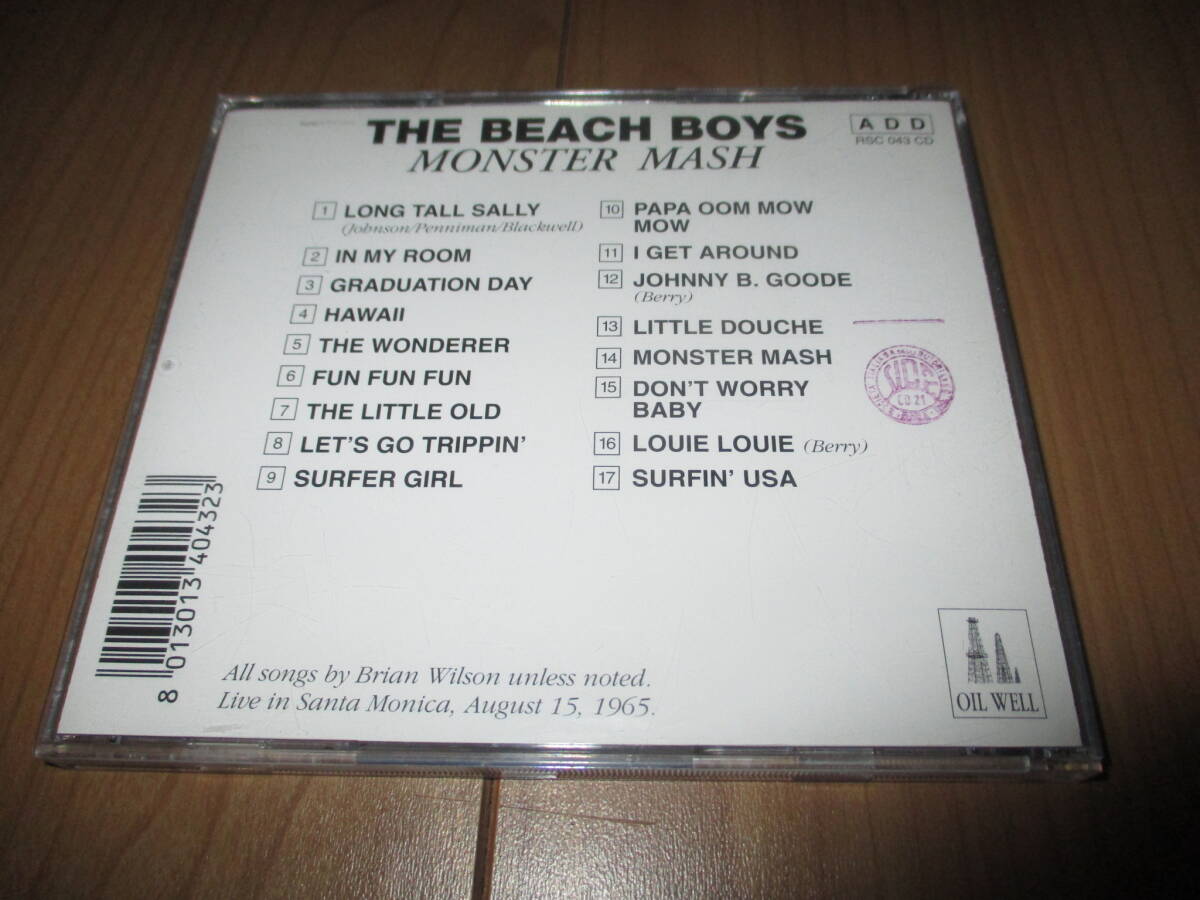 THE BEACH BOYS
MONSTER MASH
ADD
RSC 043 CD
1 LONG TALL SALLY
(Johnson/Penniman/Blackwell)
2 IN MY ROOM
3 GRADUATION DAY
4 HAWAII
5 THE WONDERER
6 FUN FUN FUN
7 THE LITTLE OLD
8 LET'S GO TRIPPIN'
9 SURFER GIRL
10 PAPA OOM MOW
MOW
11 I GET AROUND
12 JOHNNY B. GOODE
(Berry)
13 LITTLE DOUCHE
14 MONSTER MASH
15 DON'T WORRY
BABY
16 LOUIE LOUIE (Berry)
17 SURFIN' USA
8 013013 404323
All songs by Brian Wilson unless noted.
Live in Santa Monica, August 15, 1965.
OIL WELL